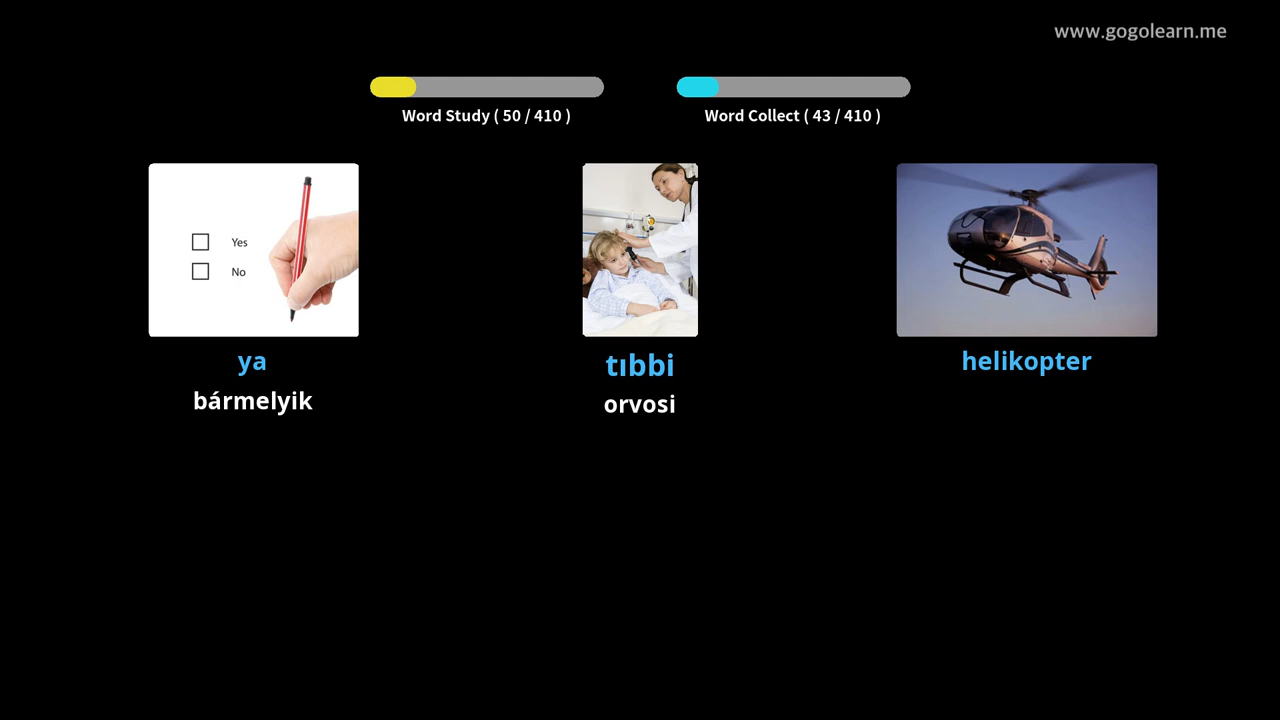 www.gogolearn.me
Word Study ( 50 / 410 )
Word Collect ( 43 / 410 )
Yes
No
ya
bármelyik
tıbbi
orvosi
helikopter